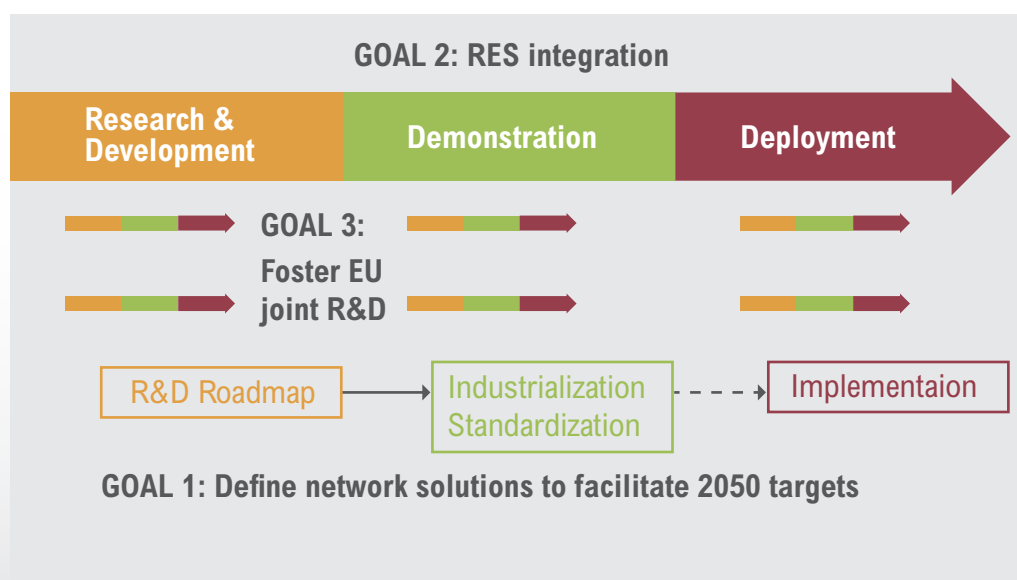 GOAL 2: RES integration
Research &
Development
Demonstration
Deployment
GOAL 3:
Foster EU
joint R&D
R&D Roadmap
Industrialization
Standardization
Implementaion
GOAL 1: Define network solutions to facilitate 2050 targets